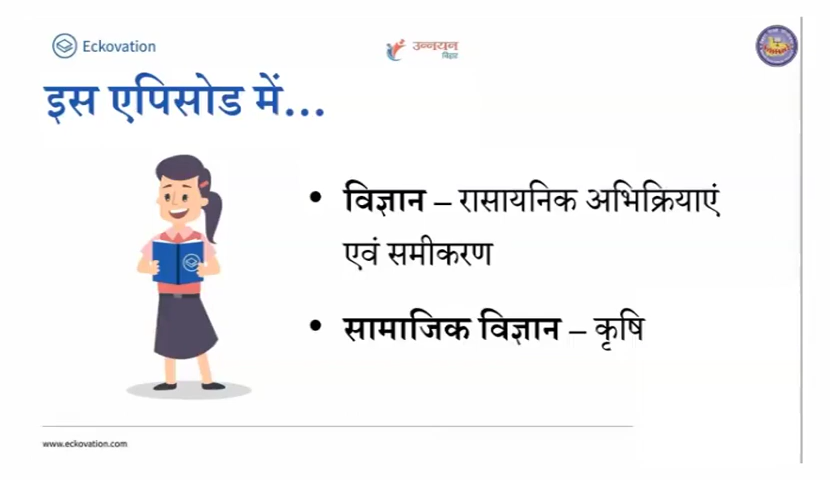 Eckovation
उन्नयन
बिहार
इस एपिसोड में...
• विज्ञान – रासायनिक अभिक्रियाएं
एवं समीकरण
• सामाजिक विज्ञान – कृषि
www.eckovation.com